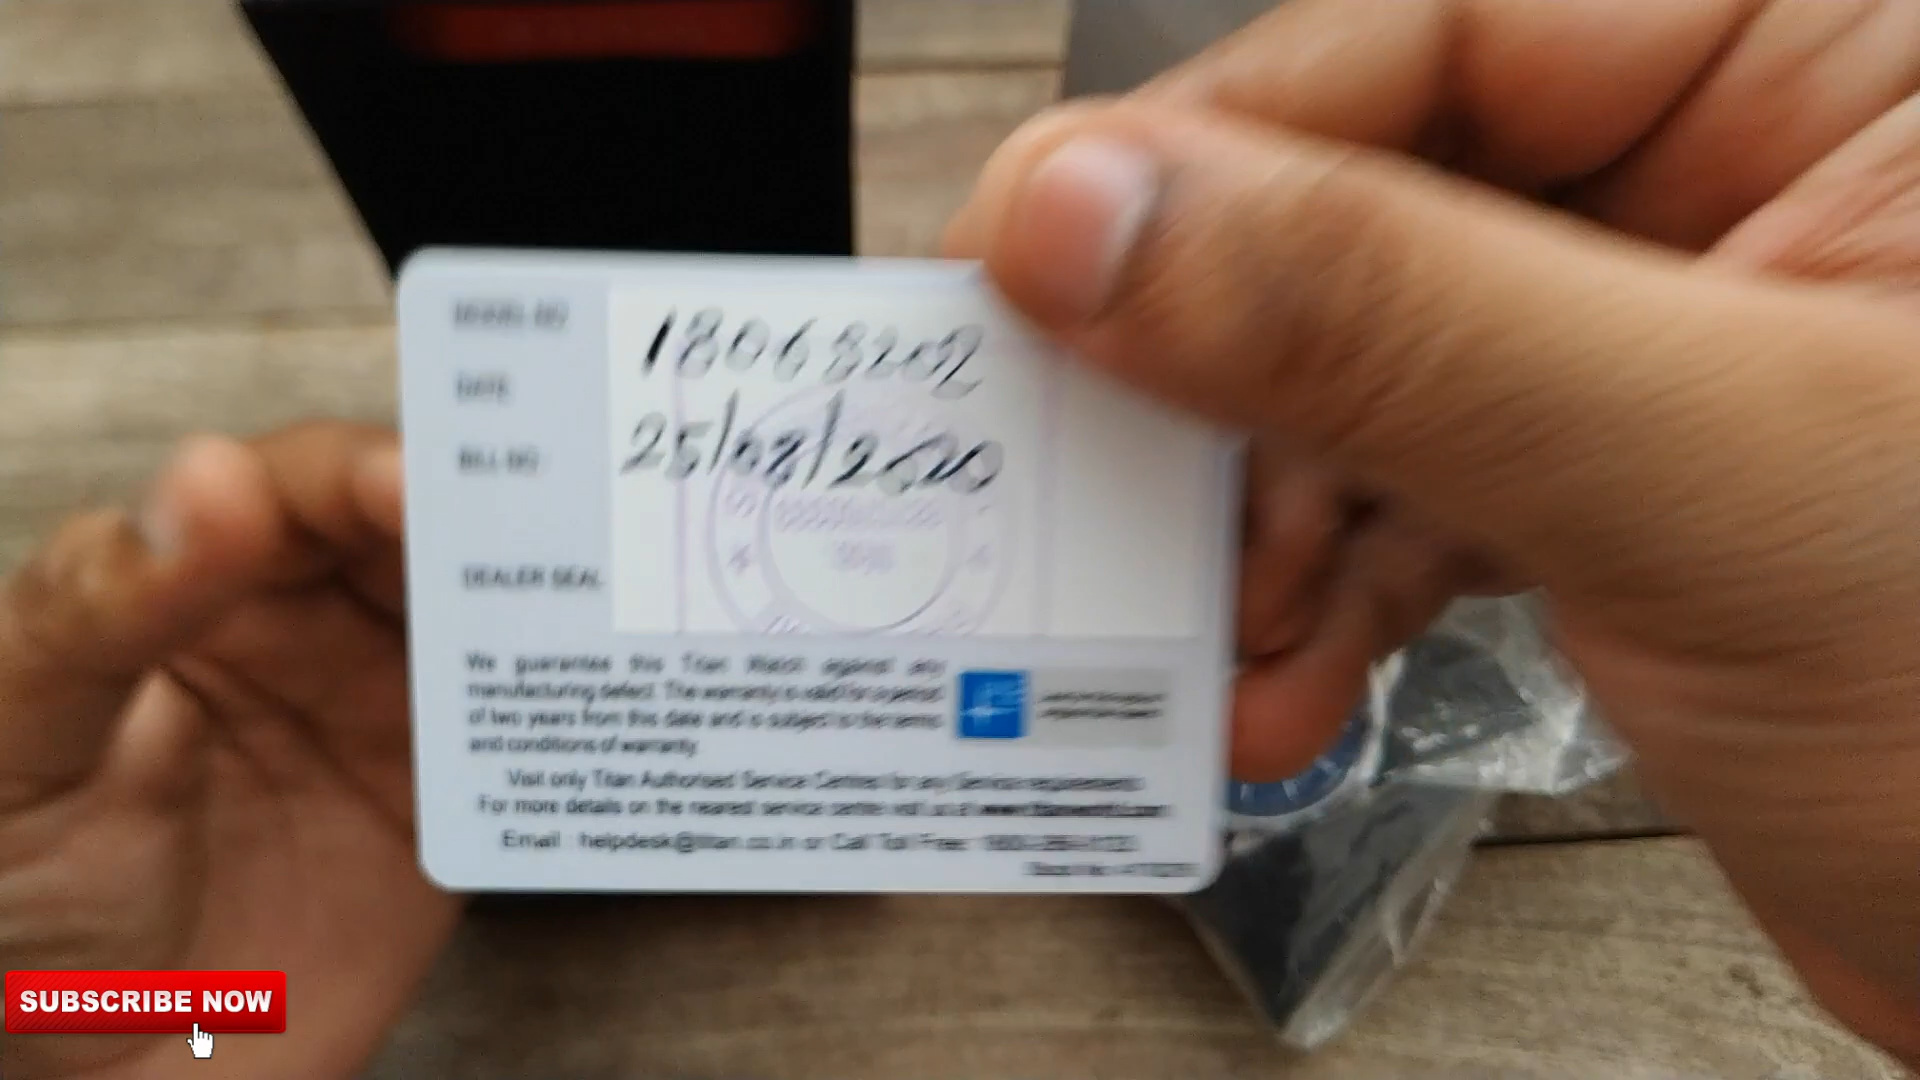 MODEL NO
18068202
DATE
25/08/2020
BILL NO
DEALER SEAL
We guarantee this Titan Watch against any
manufacturing defect. The warranty is valid for a period
of two years from this date and is subject to the terms
and conditions of warranty.
Visit only Titan Authorised Service Centres for any Service requirements.
For more details on the nearest service centre visit us at
Email : helpdesk@titan.co.in or Call Toll Free:
SUBSCRIBE NOW